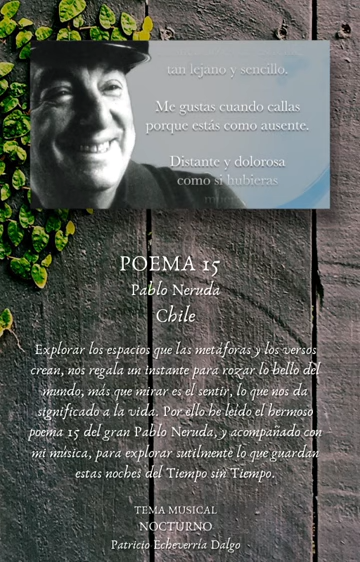 tan lejano y sencillo.
Me gustas cuando callas
porque estás como ausente.
Distante y dolorosa
como si hubieras
POEMA 15
Pablo Neruda
Chile
Explorar los espacios que las metáforas y los versos
crean, nos regala un instante para rozar lo bello del
mundo, más que mirar es el sentir, lo que nos da
significado a la vida. Por ello he leído el hermoso
poema 15 del gran Pablo Neruda, y acompañado con
mi música, para explorar sutilmente lo que guardan
estas noches del Tiempo sin Tiempo.
TEMA MUSICAL
NOCTURNO
Patricio Echeverría Dalgo